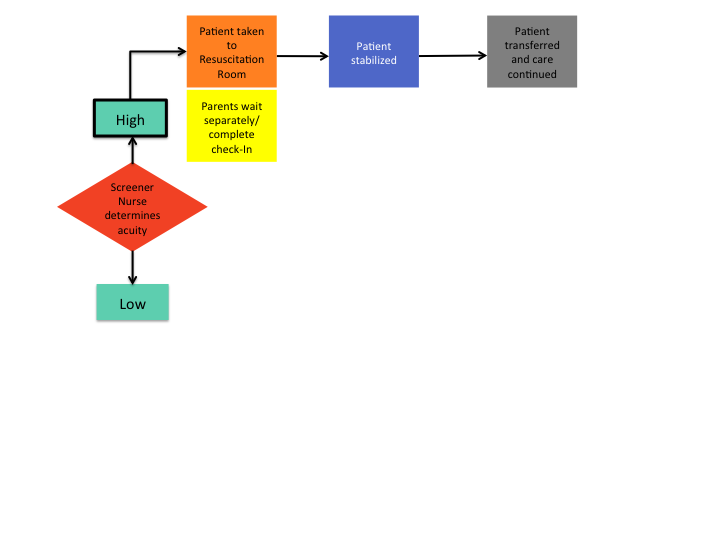 Patient taken
to
Resuscitation
Room
Patient
stabilized
Patient
transferred
and care
continued
Parents wait
separately/
complete
check-In
High
Screener
Nurse
determines
acuity
Low